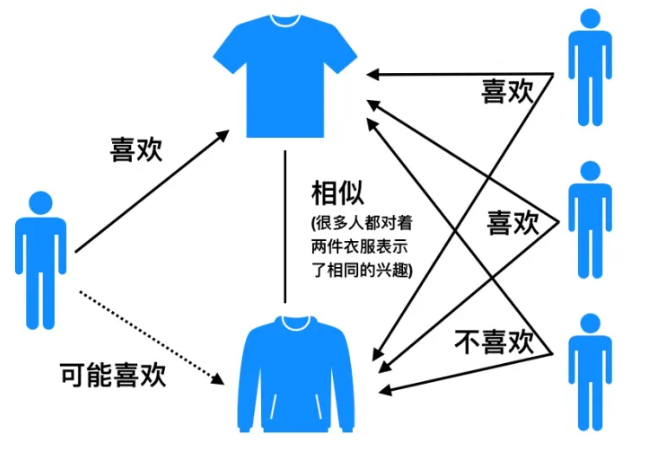 喜欢
喜欢
相似
(很多人都对着
两件衣服表示
了相同的兴趣)
喜欢
不喜欢
可能喜欢